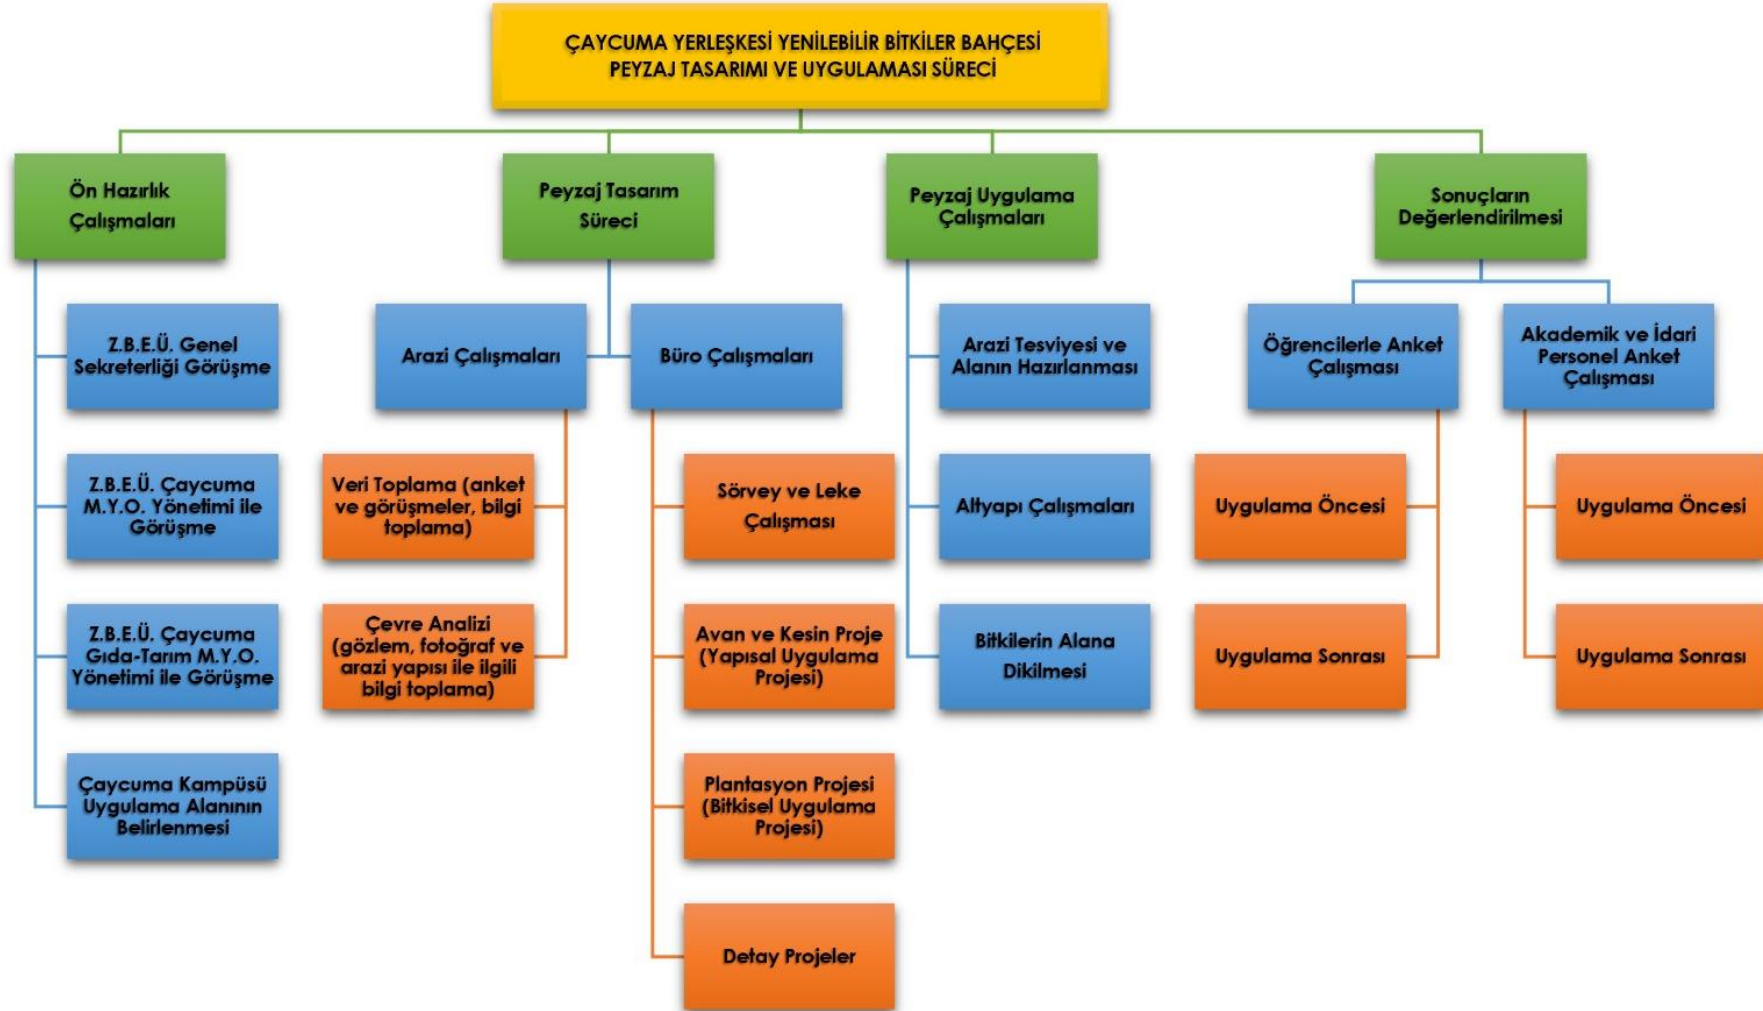 ÇAYCUMA YERLEŞKESİ YENİLEBİLİR BİTKİLER BAHÇESİ
PEYZAJ TASARIMI VE UYGULAMASI SÜRECİ
Ön Hazırlık
Çalışmaları
Z.B.E.Ü. Genel
Sekreterliği Görüşme
Z.B.E.Ü. Çaycuma
M.Y.O. Yönetimi ile
Görüşme
Z.B.E.Ü. Çaycuma
Gıda-Tarım M.Y.O.
Yönetimi ile Görüşme
Çaycuma Kampüsü
Uygulama Alanının
Belirlenmesi
Peyzaj Tasarım
Süreci
Arazi Çalışmaları
Veri Toplama (anket
ve görüşmeler, bilgi
toplama)
Çevre Analizi
(gözlem, fotoğraf ve
arazi yapısı ile ilgili
bilgi toplama)
Büro Çalışmaları
Sörvey ve Leke
Çalışması
Avan ve Kesin Proje
(Yapısal Uygulama
Projesi)
Plantasyon Projesi
(Bitkisel Uygulama
Projesi)
Detay Projeler
Peyzaj Uygulama
Çalışmaları
Arazi Tesviyesi ve
Alanın Hazırlanması
Altyapı Çalışmaları
Bitkilerin Alana
Dikilmesi
Sonuçların
Değerlendirilmesi
Öğrencilerle Anket
Çalışması
Uygulama Öncesi
Uygulama Sonrası
Akademik ve İdari
Personel Anket
Çalışması
Uygulama Öncesi
Uygulama Sonrası